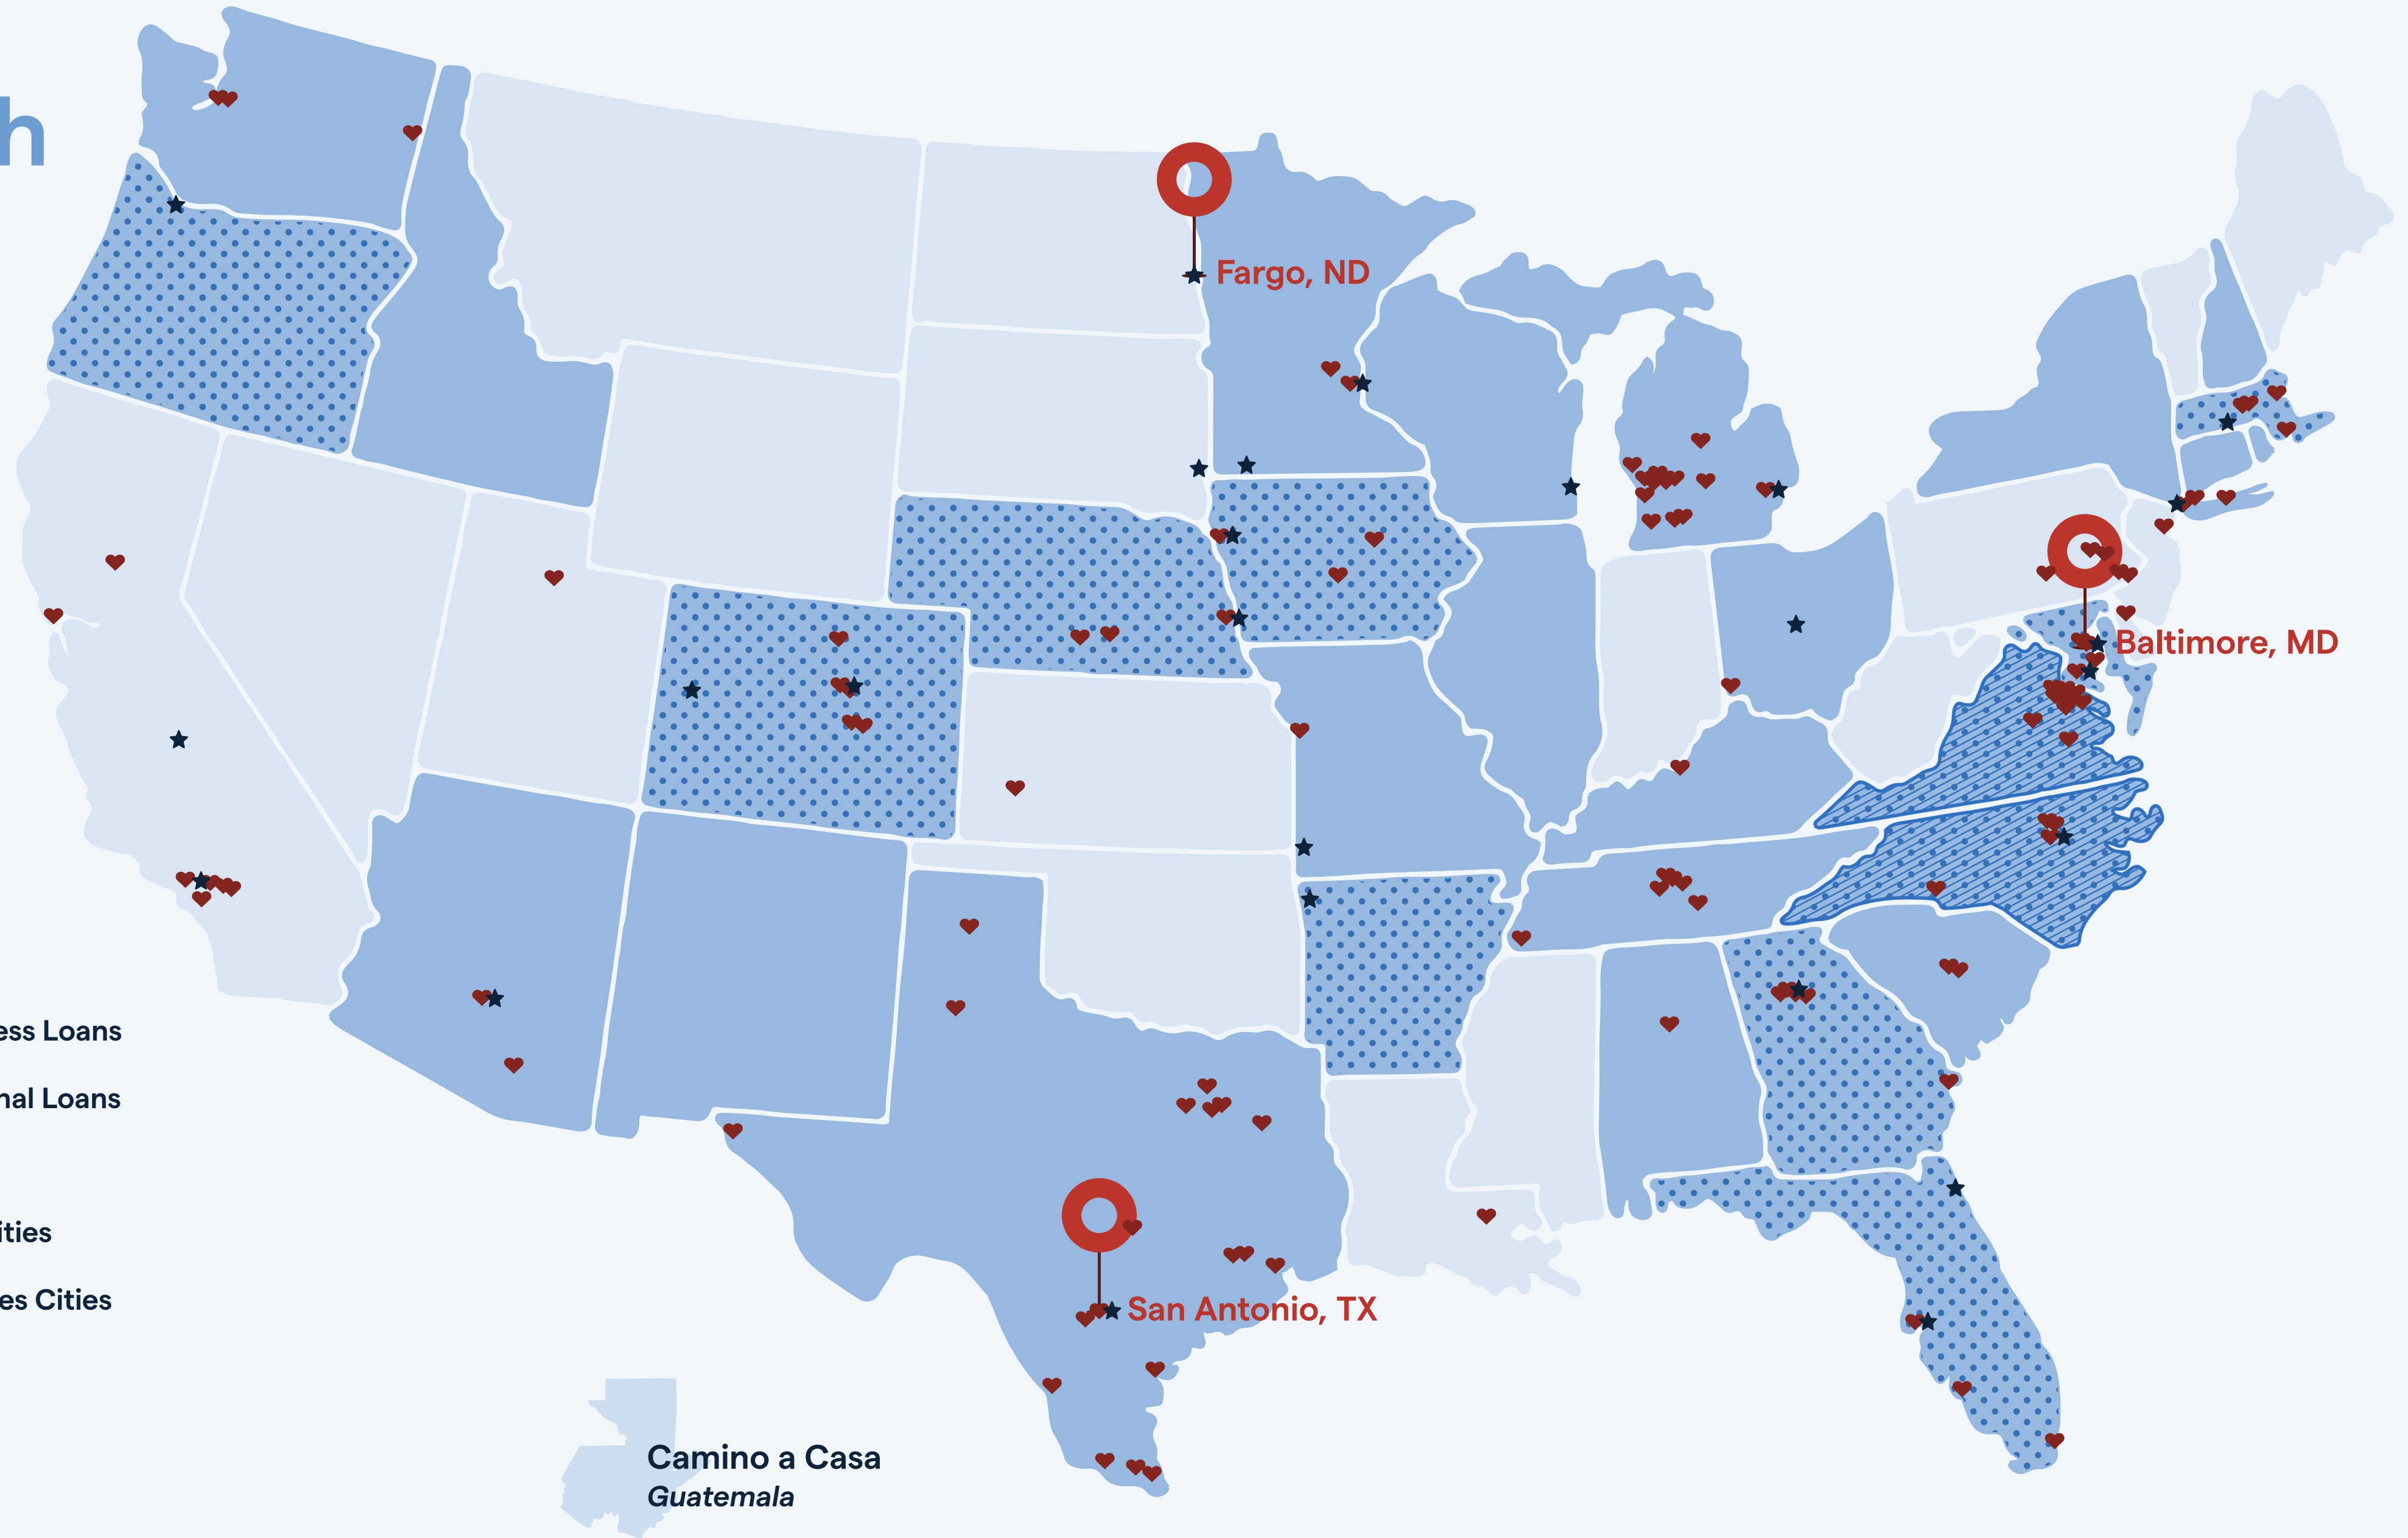 h
Fargo, ND
Baltimore, MD
ess Loans
nal Loans
ities
es Cities
San Antonio, TX
Camino a Casa
Guatemala